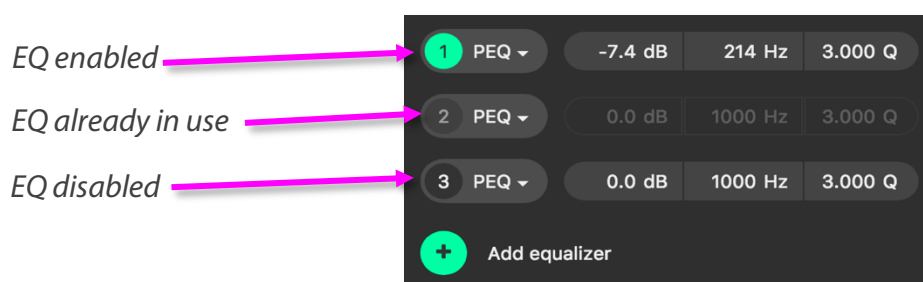 EQ enabled
1 PEQ -7.4 dB 214 Hz 3.000 Q
EQ already in use
2 PEQ 0.0 dB 1000 Hz 3.000 Q
EQ disabled
3 PEQ 0.0 dB 1000 Hz 3.000 Q
+ Add equalizer